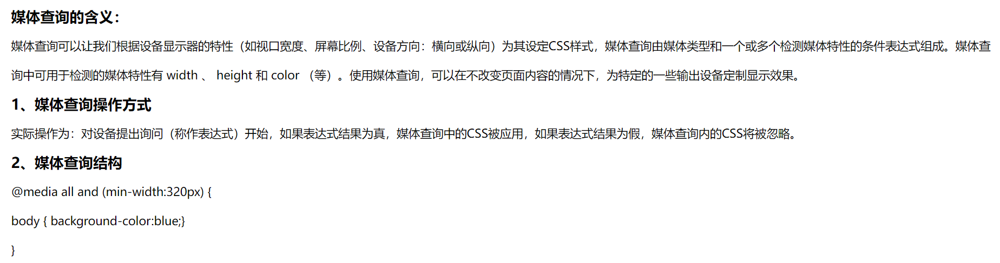 媒体查询的含义：
媒体查询可以让我们根据设备显示器的特性（如视口宽度、屏幕比例、设备方向：横向或纵向）为其设定CSS样式，媒体查询由媒体类型和一个或多个检测媒体特性的条件表达式组成。媒体查
询中可用于检测的媒体特性有 width 、 height 和 color （等）。使用媒体查询，可以在不改变页面内容的情况下，为特定的一些输出设备定制显示效果。
1、媒体查询操作方式
实际操作为：对设备提出询问（称作表达式）开始，如果表达式结果为真，媒体查询中的CSS被应用，如果表达式结果为假，媒体查询内的CSS将被忽略。
2、媒体查询结构
@media all and (min-width:320px) {
body { background-color:blue;}
}